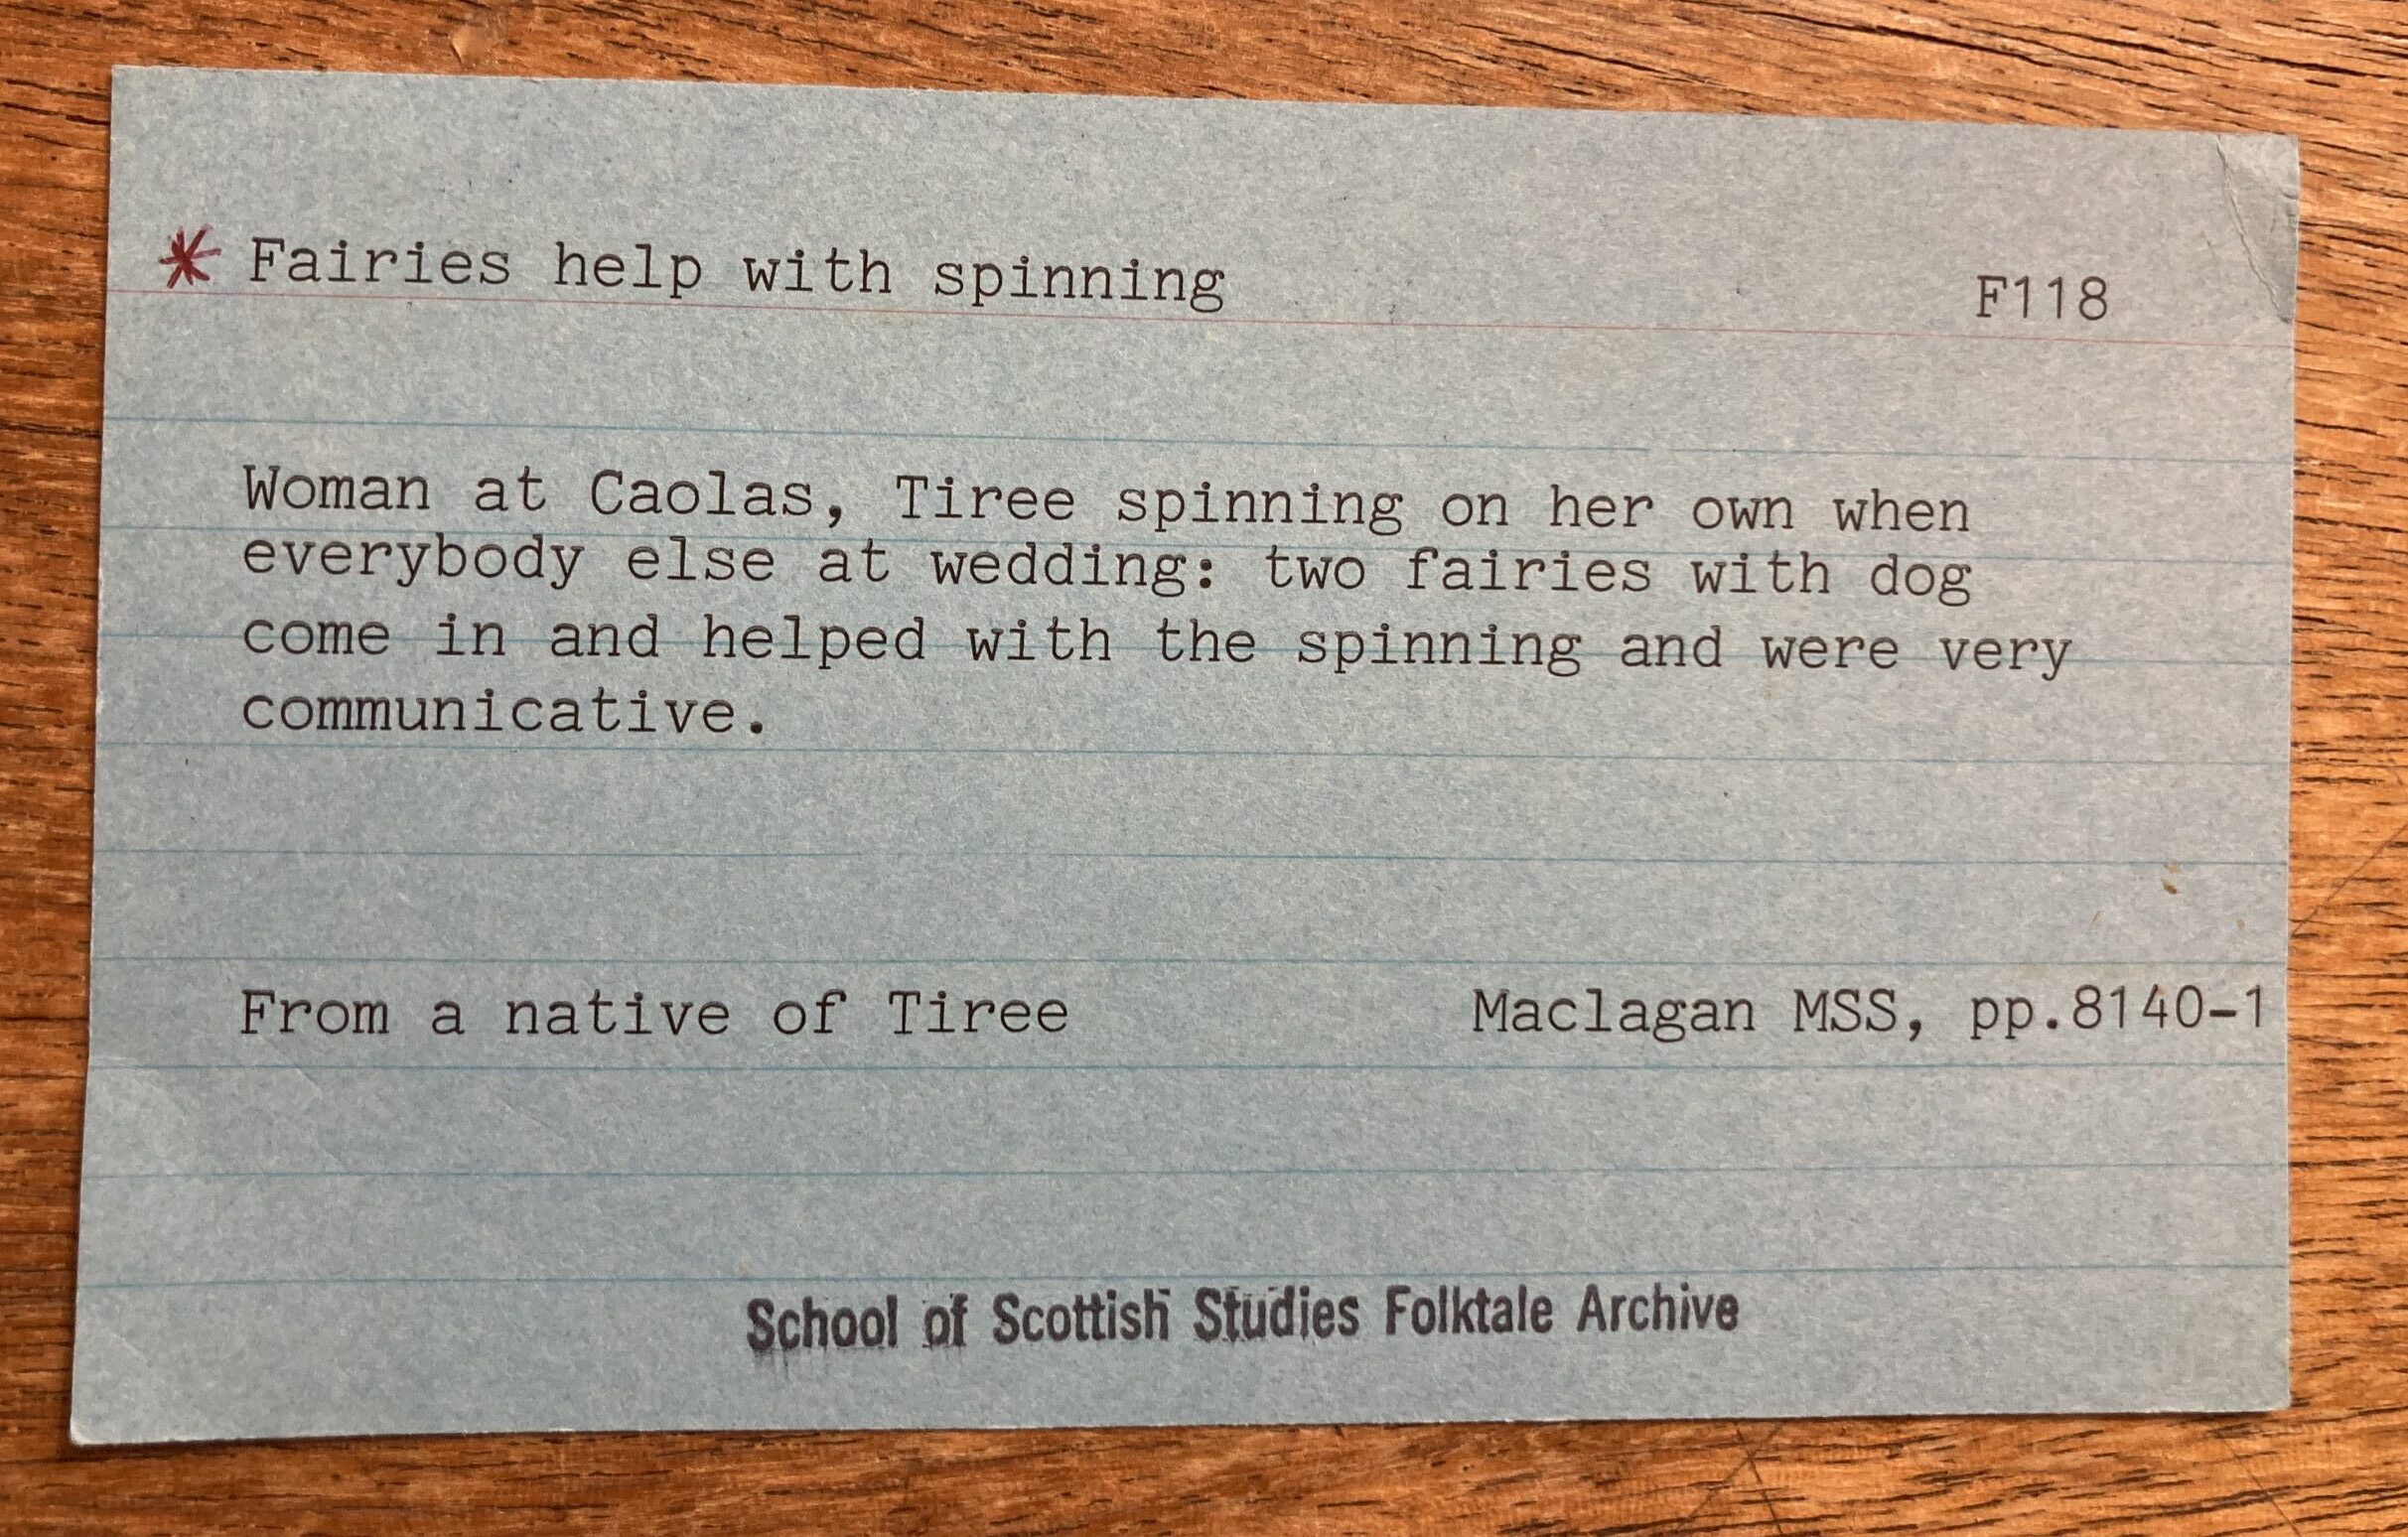 * Fairies help with spinning F118
Woman at Caolas, Tiree spinning on her own when
everybody else at wedding: two fairies with dog
come in and helped with the spinning and were very
communicative.
From a native of Tiree Maclagan MSS, pp.8140-1
School of Scottish Studies Folktale Archive